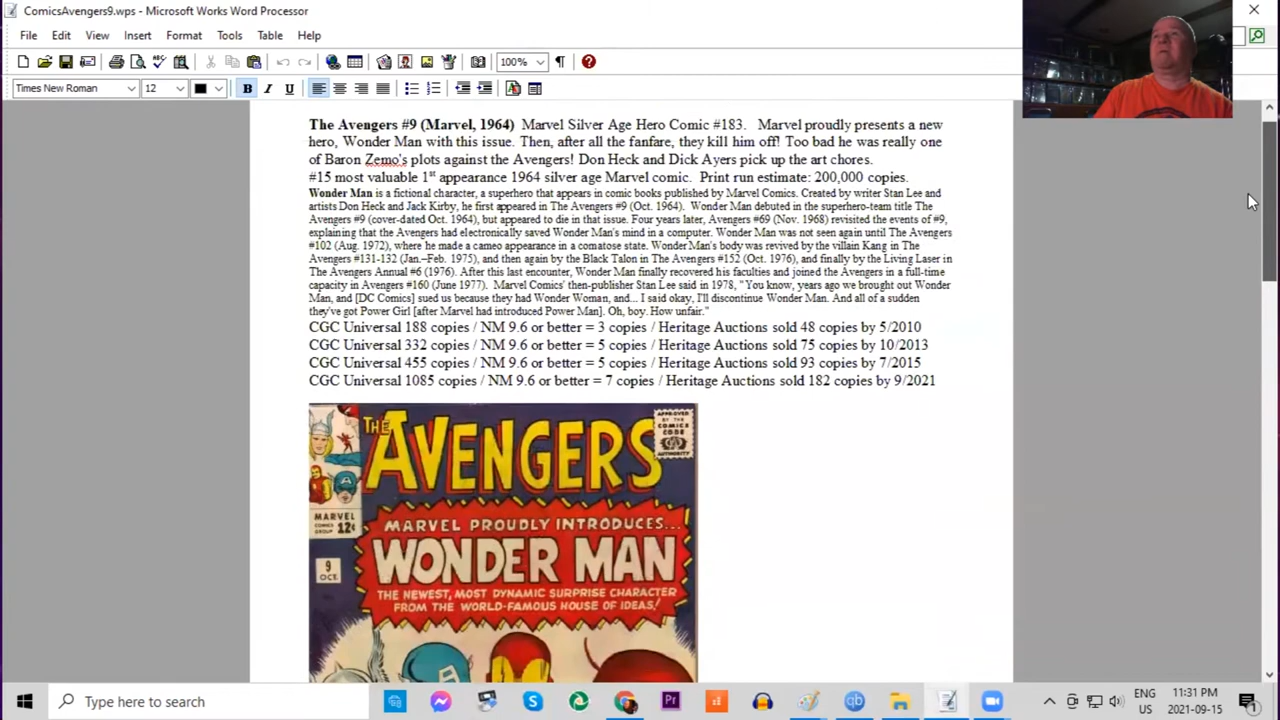 ComicsAvengers9.wps - Microsoft Works Word Processor
File Edit View Insert Format Tools Table Help
100%
Times New Roman 12 B I U
The Avengers #9 (Marvel, 1964) Marvel Silver Age Hero Comic #183. Marvel proudly presents a new
hero, Wonder Man with this issue. Then, after all the fanfare, they kill him off! Too bad he was really one
of Baron Zemo's plots against the Avengers! Don Heck and Dick Ayers pick up the art chores.
#15 most valuable 1st appearance 1964 silver age Marvel comic. Print run estimate: 200,000 copies.
Wonder Man is a fictional character, a superhero that appears in comic books published by Marvel Comics. Created by writer Stan Lee and
artists Don Heck and Jack Kirby, he first appeared in The Avengers #9 (Oct. 1964). Wonder Man debuted in the superhero-team title The
Avengers #9 (cover-dated Oct. 1964), but appeared to die in that issue. Four years later, Avengers #69 (Nov. 1968) revisited the events of #9,
explaining that the Avengers had electronically saved Wonder Man's mind in a computer. Wonder Man was not seen again until The Avengers
#102 (Aug. 1972), where he made a cameo appearance in a comatose state. Wonder Man's body was revived by the villain Kang in The
Avengers #131-132 (Jan.–Feb. 1975), and then again by the Black Talon in The Avengers #152 (Oct. 1976), and finally by the Living Laser in
The Avengers Annual #6 (1976). After this last encounter, Wonder Man finally recovered his faculties and joined the Avengers in a full-time
capacity in Avengers #160 (June 1977). Marvel Comics' then-publisher Stan Lee said in 1978, "You know, years ago we brought out Wonder
Man, and [DC Comics] sued us because they had Wonder Woman, and... I said okay, I'll discontinue Wonder Man. And all of a sudden
they've got Power Girl [after Marvel had introduced Power Man]. Oh, boy. How unfair."
CGC Universal 188 copies / NM 9.6 or better = 3 copies / Heritage Auctions sold 48 copies by 5/2010
CGC Universal 332 copies / NM 9.6 or better = 5 copies / Heritage Auctions sold 75 copies by 10/2013
CGC Universal 455 copies / NM 9.6 or better = 5 copies / Heritage Auctions sold 93 copies by 7/2015
CGC Universal 1085 copies / NM 9.6 or better = 7 copies / Heritage Auctions sold 182 copies by 9/2021
THE AVENGERS
APPROVED
BY THE
COMICS
CODE
AUTHORITY
MARVEL
COMICS
GROUP 12¢
9
OCT.
MARVEL PROUDLY INTRODUCES...
WONDER MAN
THE NEWEST, MOST DYNAMIC SURPRISE CHARACTER
FROM THE WORLD-FAMOUS HOUSE OF IDEAS!
Type here to search
ENG
US
11:31 PM
2021-09-15